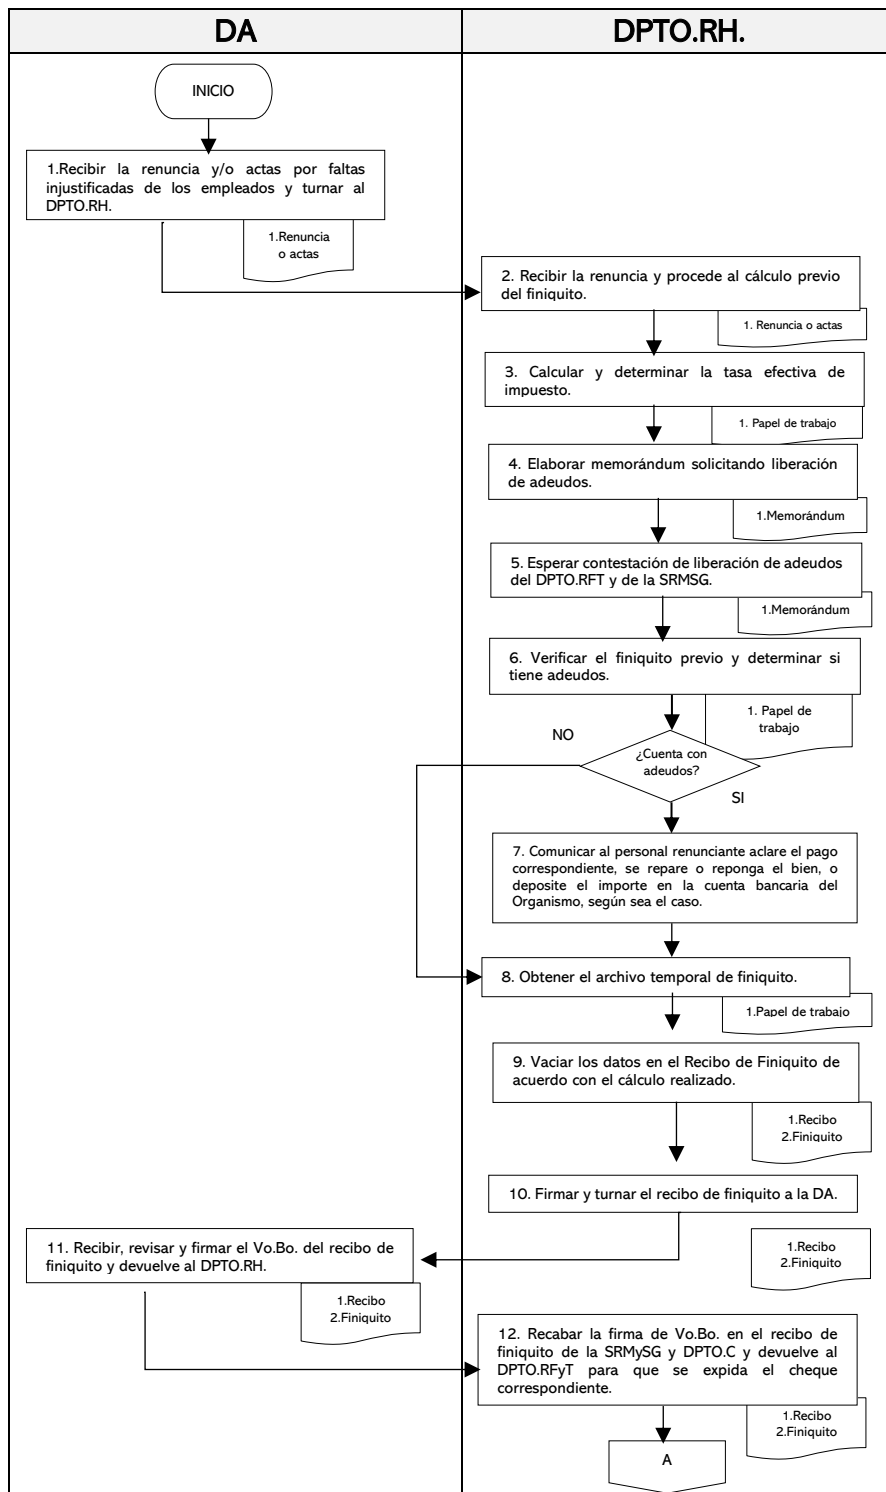 DA
DPTO.RH.
INICIO
1.Recibir la renuncia y/o actas por faltas
injustificadas de los empleados y turnar al
DPTO.RH.
1.Renuncia
o actas
2. Recibir la renuncia y procede al cálculo previo
del finiquito.
1. Renuncia o actas
3. Calcular y determinar la tasa efectiva de
impuesto.
1. Papel de trabajo
4. Elaborar memorándum solicitando liberación
de adeudos.
1.Memorándum
5. Esperar contestación de liberación de adeudos
del DPTO.RFT y de la SRMSG.
1.Memorándum
6. Verificar el finiquito previo y determinar si
tiene adeudos.
1. Papel de
trabajo
NO
¿Cuenta con
adeudos?
SI
7. Comunicar al personal renunciante aclare el pago
correspondiente, se repare o reponga el bien, o
deposite el importe en la cuenta bancaria del
Organismo, según sea el caso.
8. Obtener el archivo temporal de finiquito.
1.Papel de trabajo
9. Vaciar los datos en el Recibo de Finiquito de
acuerdo con el cálculo realizado.
1.Recibo
2.Finiquito
10. Firmar y turnar el recibo de finiquito a la DA.
1.Recibo
2.Finiquito
11. Recibir, revisar y firmar el Vo.Bo. del recibo de
finiquito y devuelve al DPTO.RH.
1.Recibo
2.Finiquito
12. Recabar la firma de Vo.Bo. en el recibo de
finiquito de la SRMySG y DPTO.C y devuelve al
DPTO.RFyT para que se expida el cheque
correspondiente.
1.Recibo
2.Finiquito
A